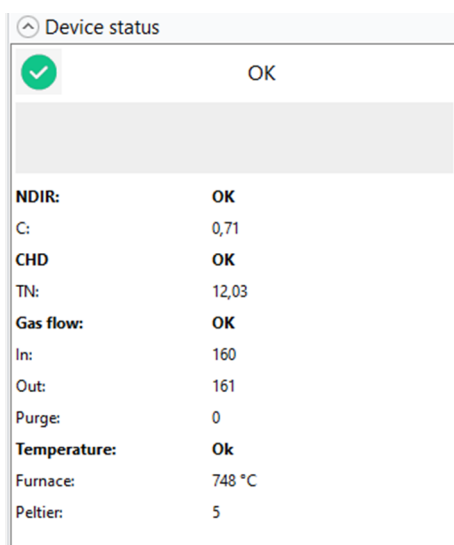 Device status
OK
NDIR: OK
C: 0,71
CHD OK
TN: 12,03
Gas flow: OK
In: 160
Out: 161
Purge: 0
Temperature: Ok
Furnace: 748 °C
Peltier: 5